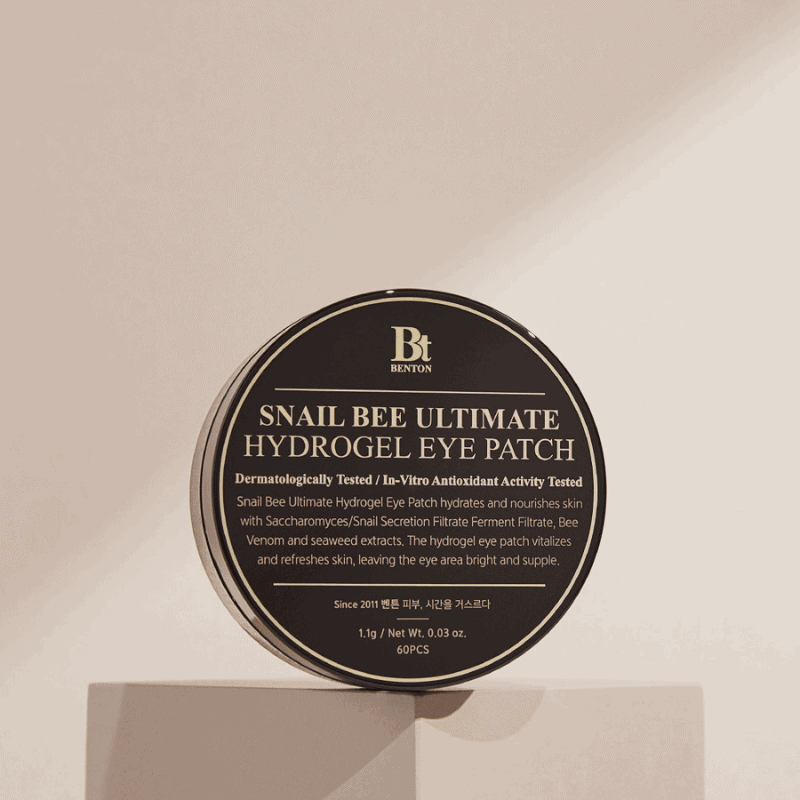 Bt
BENTON
SNAIL BEE ULTIMATE
HYDROGEL EYE PATCH
Dermatologically Tested / In-Vitro Antioxidant Activity Tested
Snail Bee Ultimate Hydrogel Eye Patch hydrates and nourishes skin
with Saccharomyces/Snail Secretion Filtrate Ferment Filtrate, Bee
Venom and seaweed extracts. The hydrogel eye patch vitalizes
and refreshes skin, leaving the eye area bright and supple.
Since 2011 벤튼 피부, 시간을 거스르다
1.1g / Net Wt. 0.03 oz.
60PCS